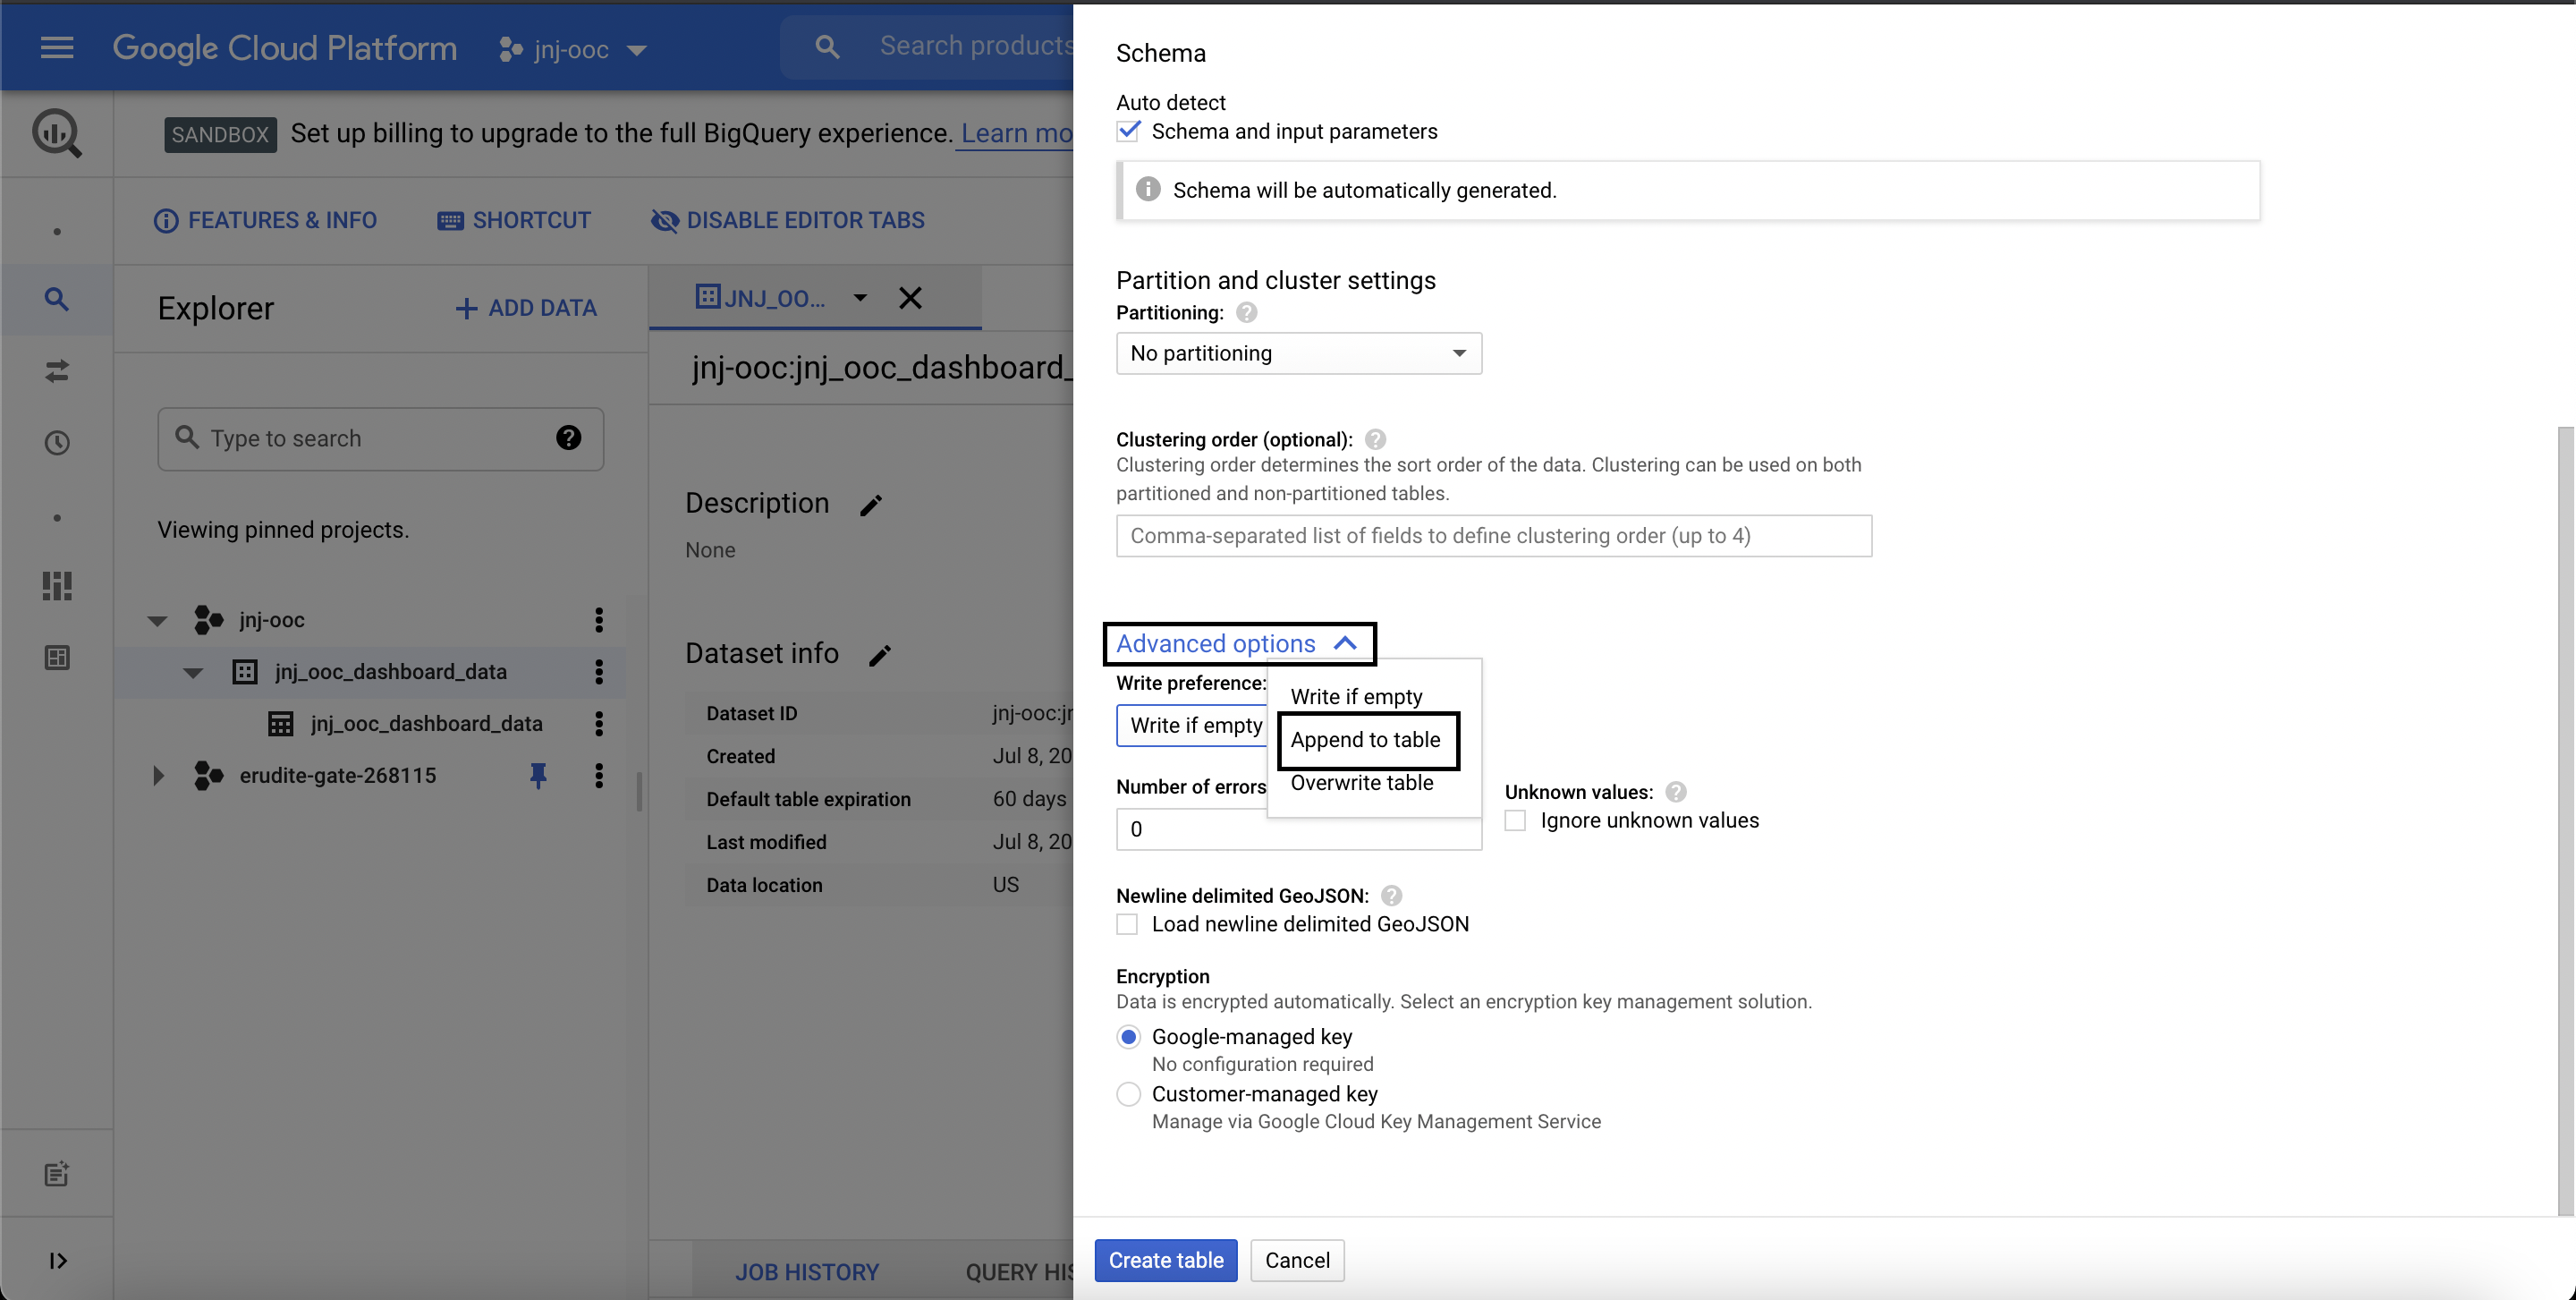 Google Cloud Platform
jnj-ooc
Search products
SANDBOX Set up billing to upgrade to the full BigQuery experience. Learn mo
FEATURES & INFO
SHORTCUT
DISABLE EDITOR TABS
Explorer
ADD DATA
Type to search
Viewing pinned projects.
jnj-ooc
jnj_ooc_dashboard_data
jnj_ooc_dashboard_data
erudite-gate-268115
JNJ_OO...
jnj-ooc:jnj_ooc_dashboard_
Description
None
Dataset info
Dataset ID jnj-ooc:jr
Created Jul 8, 20
Default table expiration 60 days
Last modified Jul 8, 20
Data location US
JOB HISTORY
QUERY HIS
Schema
Auto detect
Schema and input parameters
Schema will be automatically generated.
Partition and cluster settings
Partitioning:
No partitioning
Clustering order (optional):
Clustering order determines the sort order of the data. Clustering can be used on both
partitioned and non-partitioned tables.
Comma-separated list of fields to define clustering order (up to 4)
Advanced options
Write preference:
Write if empty
Write if empty
Append to table
Overwrite table
Number of errors
0
Unknown values:
Ignore unknown values
Newline delimited GeoJSON:
Load newline delimited GeoJSON
Encryption
Data is encrypted automatically. Select an encryption key management solution.
Google-managed key
No configuration required
Customer-managed key
Manage via Google Cloud Key Management Service
Create table
Cancel